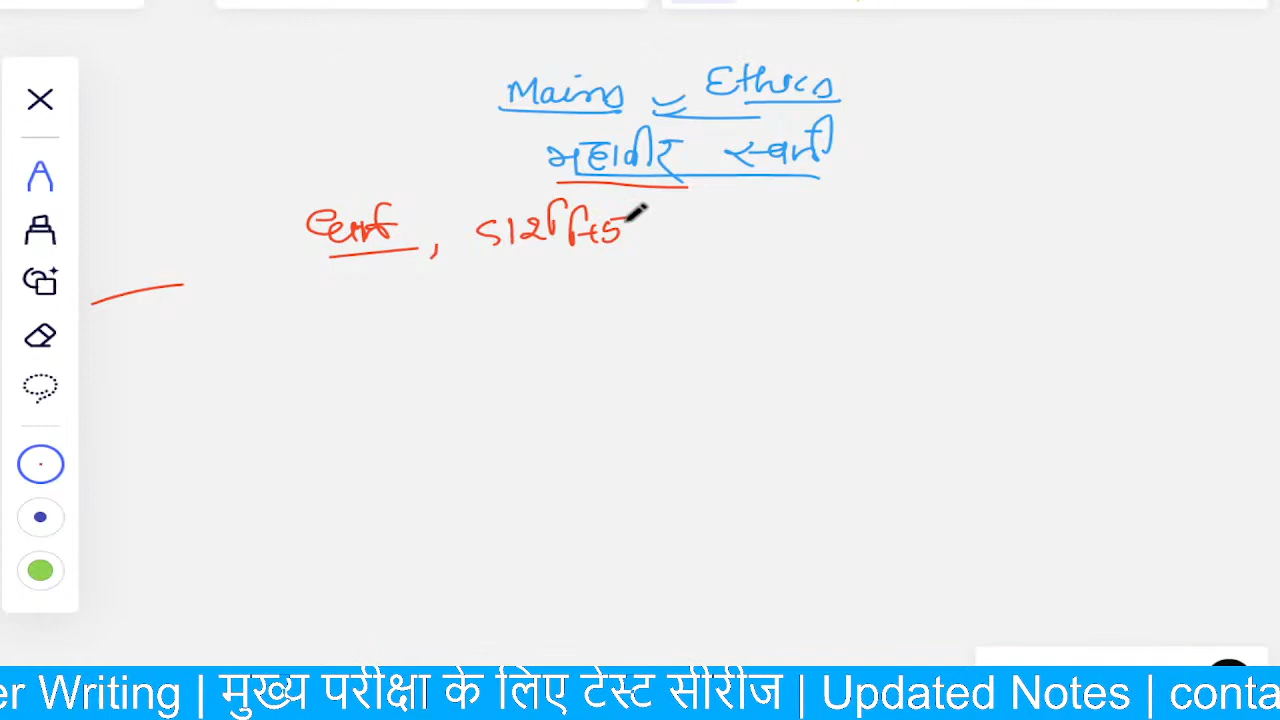 Mains Ethics
महावीर स्वामी
धर्म, दार्शनिक
er Writing | मुख्य परीक्षा के लिए टेस्ट सीरीज | Updated Notes | conta